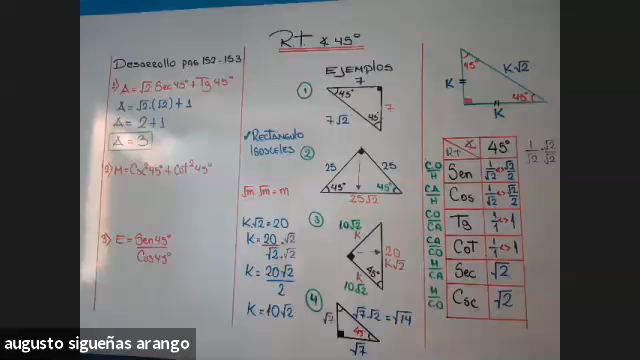 Rt. ∡ 45°
Desarrollo pag 152-153
1) A = √2 Sec 45° + Tg 45°
A = √2.(√2) + 1
A = 2 + 1
A = 3
2) M = Csc²45° + Cot²45°
3) E = Sen 45°
Cos 45°
EJEMPLOS
1
7
45°
7
7√2
45°
✓Rectángulo
Isosceles
2
25
25
45°
45°
25√2
√m √m = m
K√2 = 20
K = 20 . √2
√2 . √2
K = 20√2
2
K = 10√2
3
10√2
K
20
K√2
45°
K
10√2
4
√7
√7√2 = √14
45°
√7
45°
K√2
K
45°
K
Rt ∡ 45°
CO/H Sen 1/√2 <> √2/2
CA/H Cos 1/√2 <> √2/2
CO/CA Tg 1/1 <> 1
CA/CO Cot 1/1 <> 1
H/CA Sec √2
H/CO Csc √2
1/√2 . √2/√2
augusto sigueñas arango